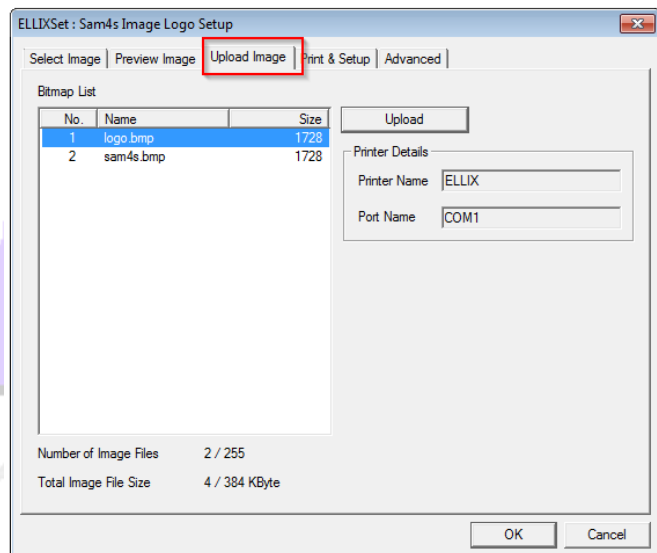 ELLIXSet : Sam4s Image Logo Setup
Select Image Preview Image Upload Image Print & Setup Advanced
Bitmap List
No. Name Size
1 logo.bmp 1728
2 sam4s.bmp 1728
Upload
Printer Details
Printer Name ELLIX
Port Name COM1
Number of Image Files 2 / 255
Total Image File Size 4 / 384 KByte
OK Cancel